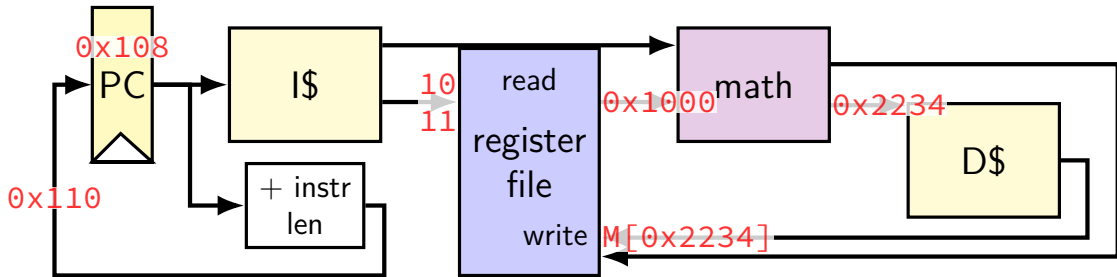 0x108
PC
I$
10
11
read
register
file
write
0x1000
math
0x2234
D$
0x110
+ instr
len
M[0x2234]